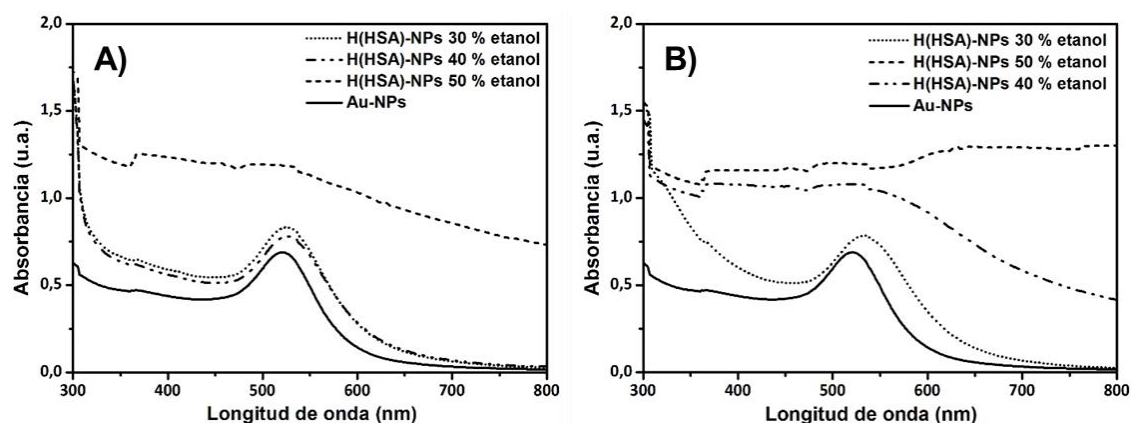 A)
H(HSA)-NPs 30 % etanol
H(HSA)-NPs 40 % etanol
H(HSA)-NPs 50 % etanol
Au-NPs
2,0
1,5
1,0
0,5
0,0
Absorbancia (u.a.)
300 400 500 600 700 800
Longitud de onda (nm)
B)
H(HSA)-NPs 30 % etanol
H(HSA)-NPs 50 % etanol
H(HSA)-NPs 40 % etanol
Au-NPs
2,0
1,5
1,0
0,5
0,0
Absorbancia (u.a.)
300 400 500 600 700 800
Longitud de onda (nm)